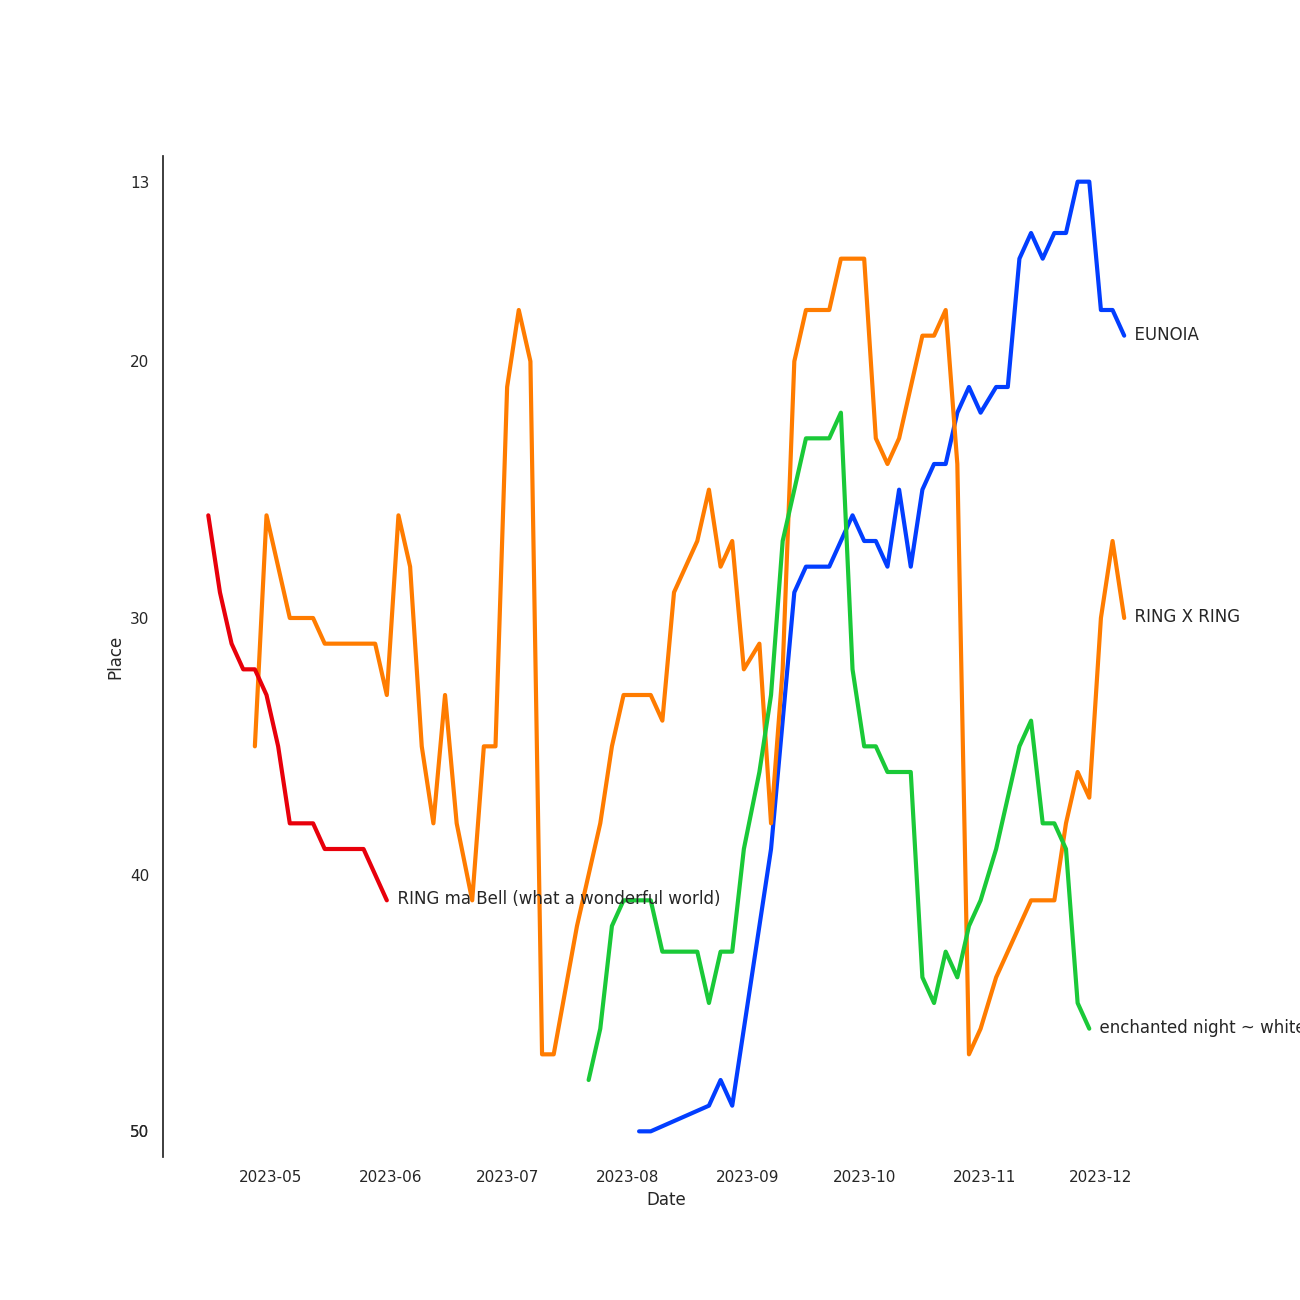 13
20
EUNOIA
30
RING X RING
Place
40
RING ma Bell (what a wonderful world)
enchanted night ~ white
50
2023-05
2023-06
2023-07
2023-08
2023-09
2023-10
2023-11
2023-12
Date